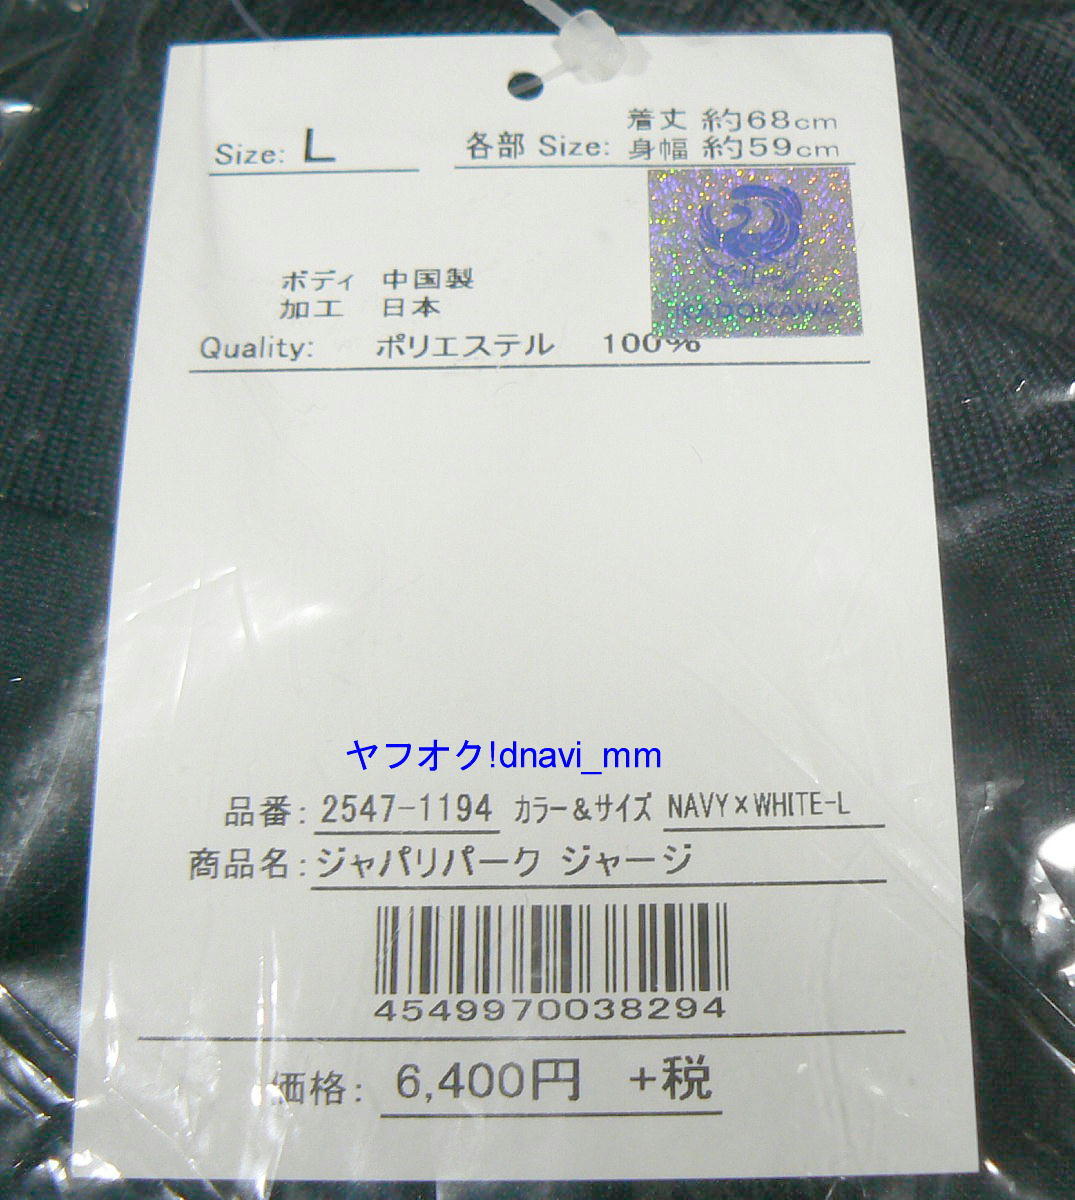 着丈 約68cm
Size: L 各部 Size: 身幅 約59cm
KADOKAWA
ボディ 中国製
加工 日本
Quality: ポリエステル 100%
ヤフオク!dnavi_mm
品番: 2547-1194 カラー&サイズ NAVY×WHITE-L
商品名: ジャパリパーク ジャージ
4549970038294
価格: 6,400円 +税